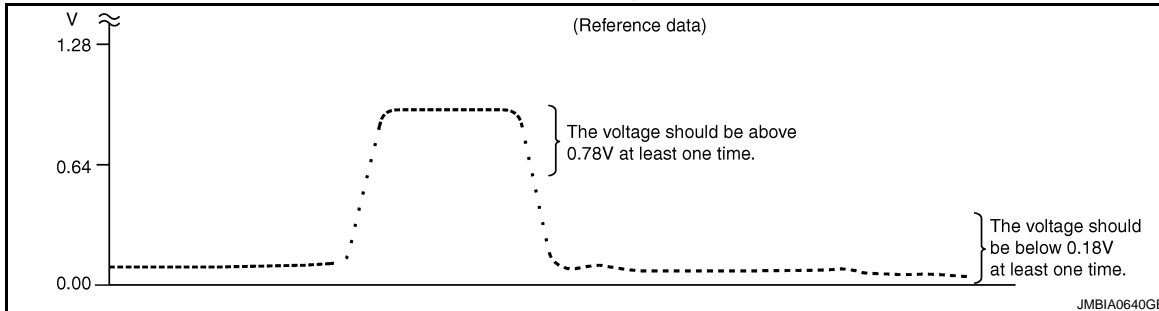 V
(Reference data)
1.28
The voltage should be above
0.78V at least one time.
0.64
The voltage should
be below 0.18V
at least one time.
0.00
JMBIA0640GB